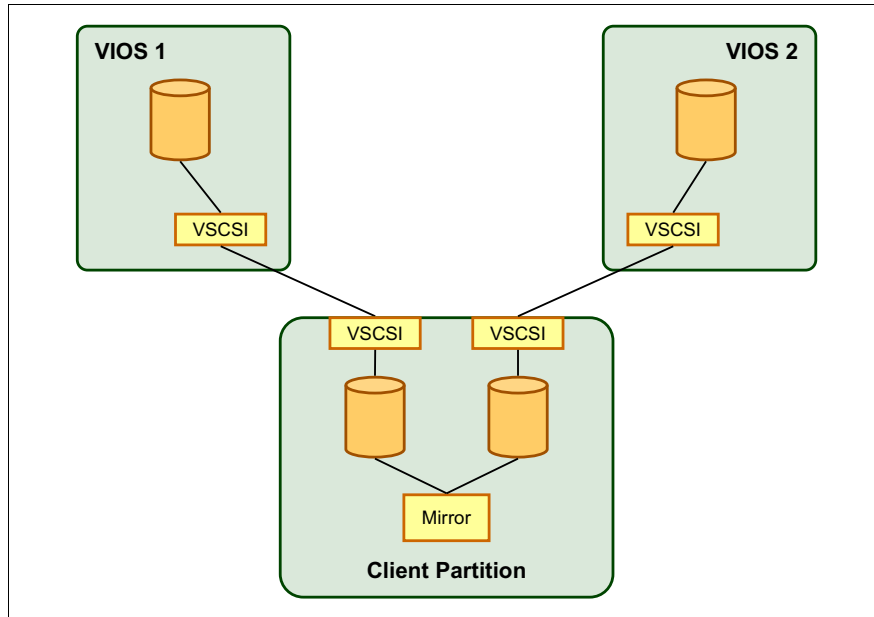 VIOS 1
VIOS 2
VSCSI
VSCSI
VSCSI
VSCSI
Mirror
Client Partition